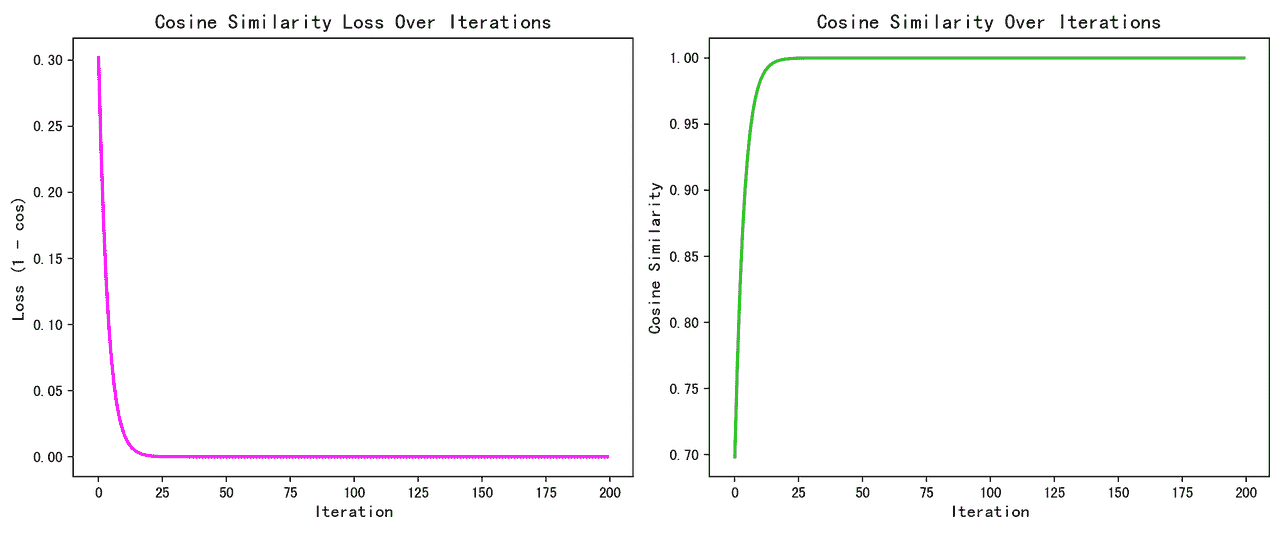 Cosine Similarity Loss Over Iterations
0.30
0.25
0.20
0.15
0.10
0.05
0.00
Loss (1 - cos)
0 25 50 75 100 125 150 175 200
Iteration
Cosine Similarity Over Iterations
1.00
0.95
0.90
0.85
0.80
0.75
0.70
Cosine Similarity
0 25 50 75 100 125 150 175 200
Iteration